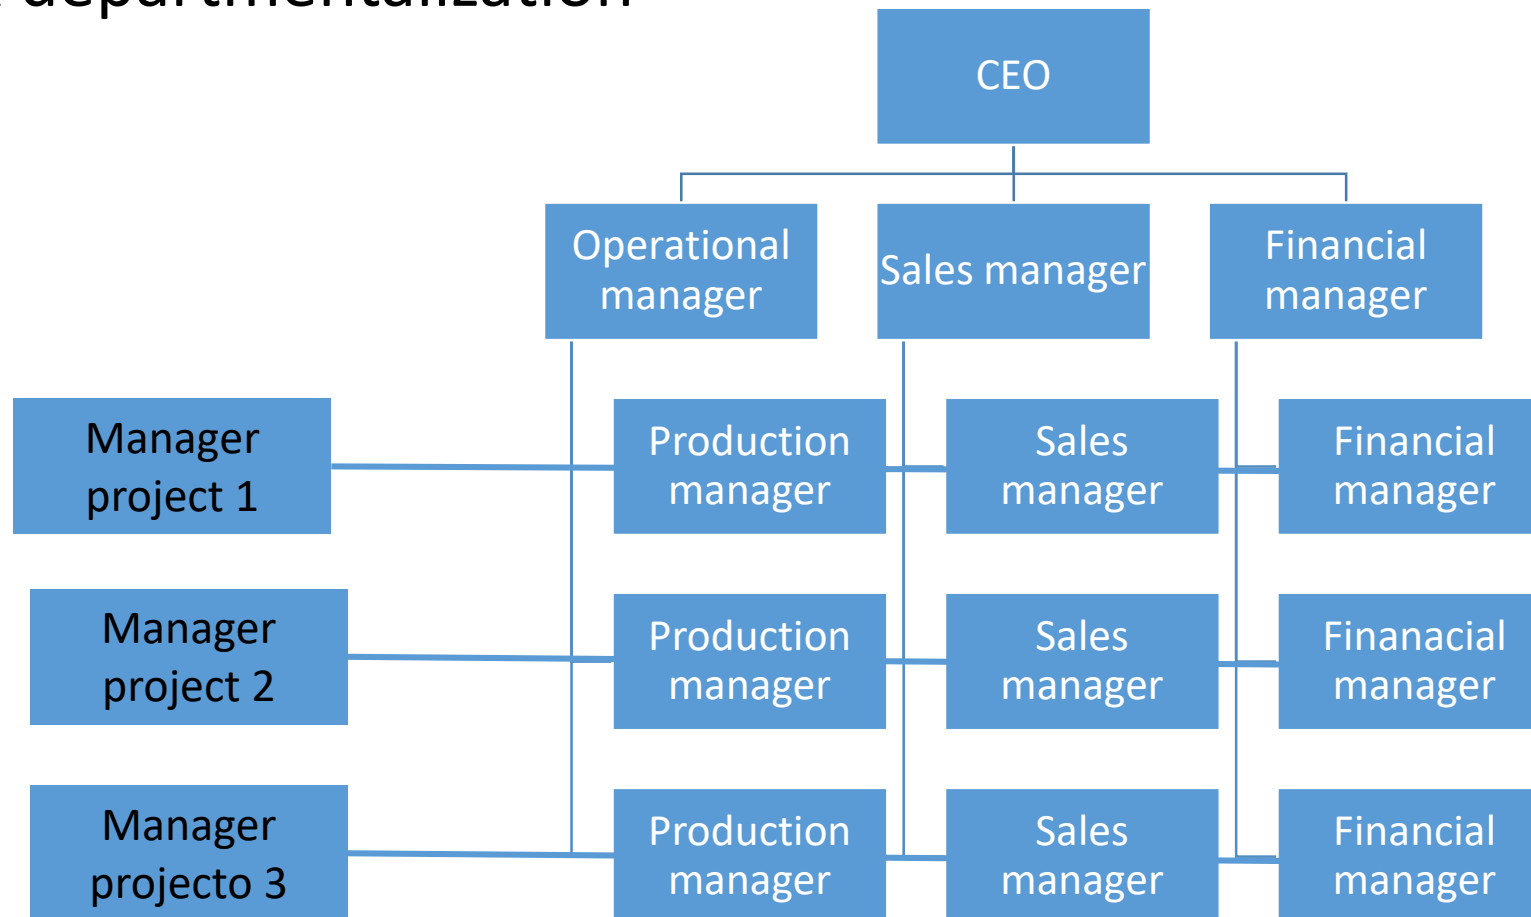 departmentalization
CEO
Operational
manager
Sales manager
Financial
manager
Manager
project 1
Production
manager
Sales
manager
Financial
manager
Manager
project 2
Production
manager
Sales
manager
Finanacial
manager
Manager
projecto 3
Production
manager
Sales
manager
Financial
manager